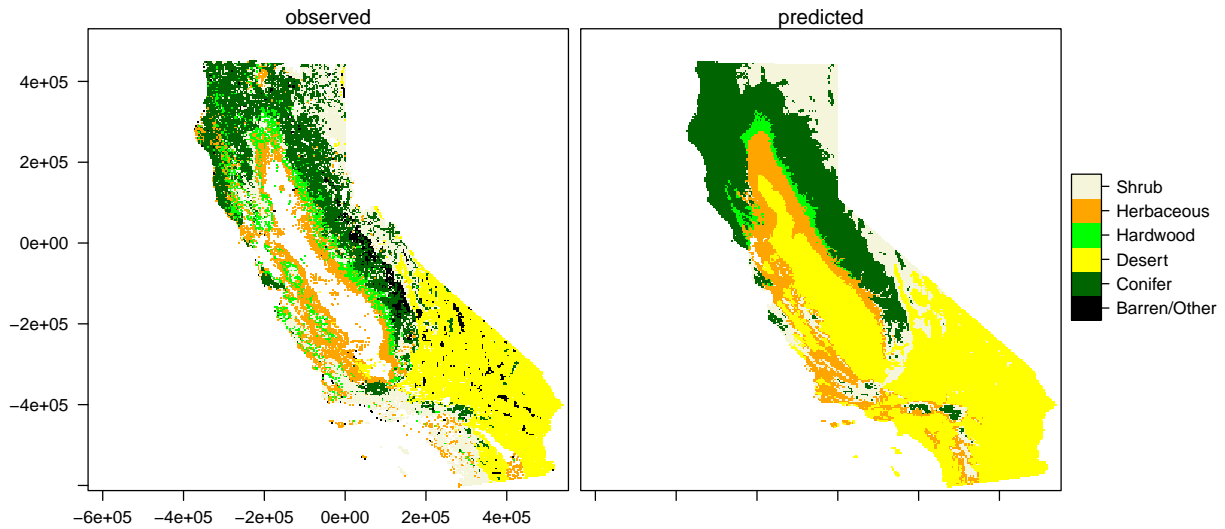 observed
predicted
4e+05
2e+05
0e+00
−2e+05
−4e+05
−6e+05
−4e+05
−2e+05
0e+00
2e+05
4e+05
Shrub
Herbaceous
Hardwood
Desert
Conifer
Barren/Other